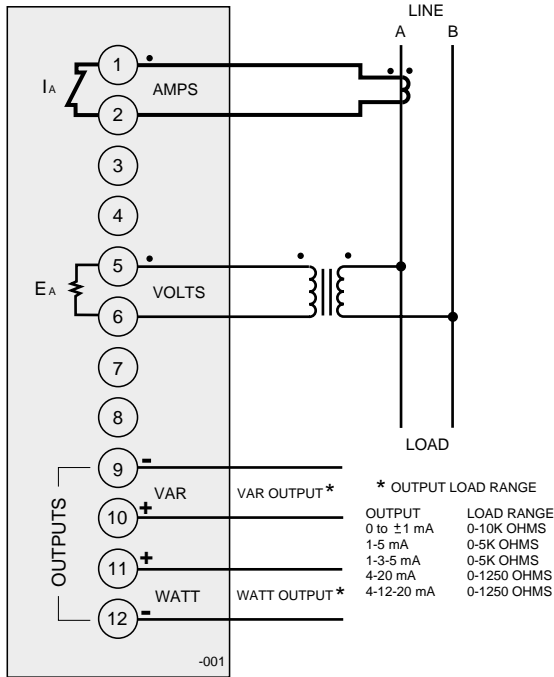 LINE
A B
1
IA
AMPS
2
3
4
5
EA
VOLTS
6
7
8
LOAD
9 -
VAR
VAR OUTPUT*
10 +
OUTPUTS
11 +
WATT
WATT OUTPUT*
12 -
* OUTPUT LOAD RANGE
OUTPUT LOAD RANGE
0 to ±1 mA 0-10K OHMS
1-5 mA 0-5K OHMS
1-3-5 mA 0-5K OHMS
4-20 mA 0-1250 OHMS
4-12-20 mA 0-1250 OHMS
-001